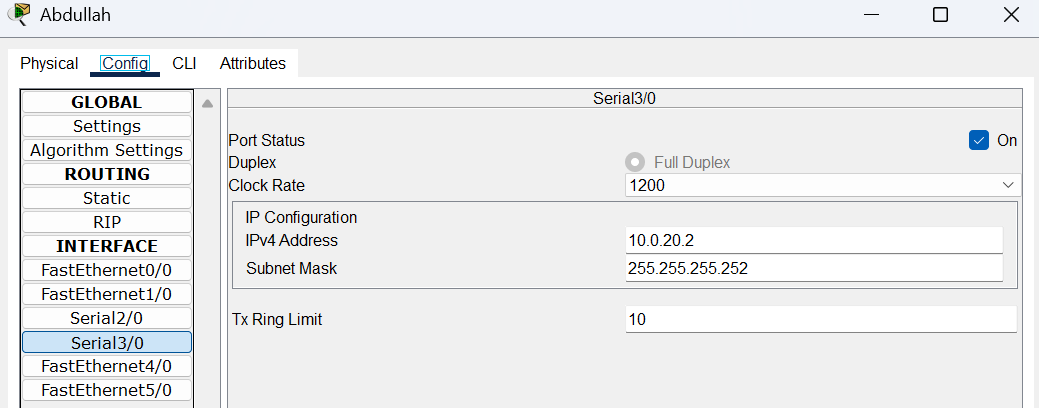 Abdullah
Physical Config CLI Attributes
GLOBAL
Settings
Algorithm Settings
ROUTING
Static
RIP
INTERFACE
FastEthernet0/0
FastEthernet1/0
Serial2/0
Serial3/0
FastEthernet4/0
FastEthernet5/0
Serial3/0
Port Status On
Duplex Full Duplex
Clock Rate 1200
IP Configuration
IPv4 Address 10.0.20.2
Subnet Mask 255.255.255.252
Tx Ring Limit 10